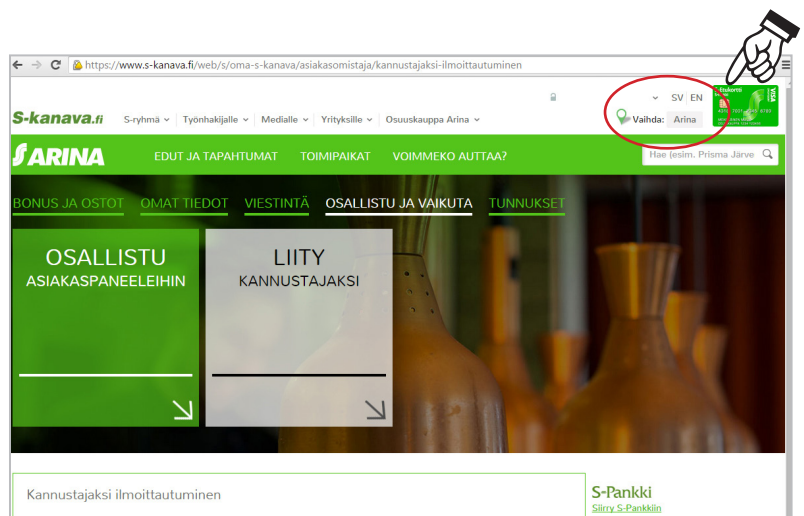 https://www.s-kanava.fi/web/s/oma-s-kanava/asiakasomistaja/kannustajaksi-ilmoittautuminen
SV EN
S-kanava.fi S-ryhmä Työnhakijalle Medialle Yrityksille Osuuskauppa Arina Vaihda: Arina
VISA
S ARINA EDUT JA TAPAHTUMAT TOIMIPAIKAT VOIMMEKO AUTTAA? Hae (esim. Prisma Järve
BONUS JA OSTOT OMAT TIEDOT VIESTINTÄ OSALLISTU JA VAIKUTA TUNNUKSET
OSALLISTU
ASIAKASPANEELEIHIN
LIITY
KANNUSTAJAKSI
Kannustajaksi ilmoittautuminen
S-Pankki
Siirry S-Pankkiin